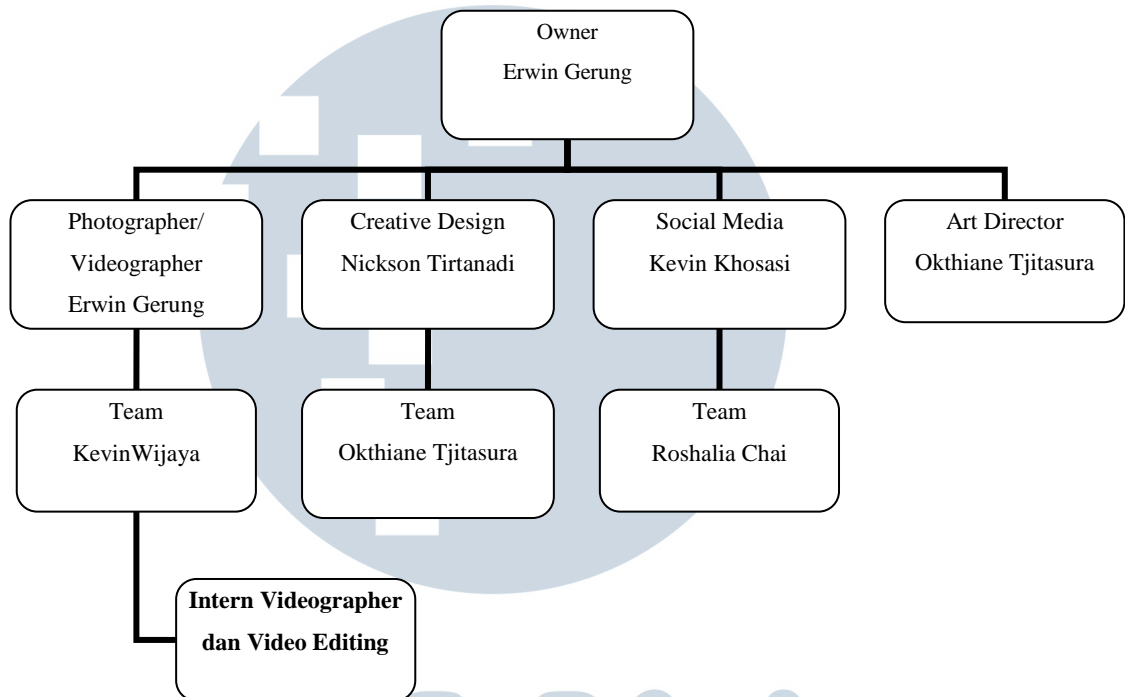 Owner
Erwin Gerung
Photographer/
Videographer
Erwin Gerung
Creative Design
Nickson Tirtanadi
Social Media
Kevin Khosasi
Art Director
Okthiane Tjitasura
Team
KevinWijaya
Team
Okthiane Tjitasura
Team
Roshalia Chai
Intern Videographer
dan Video Editing